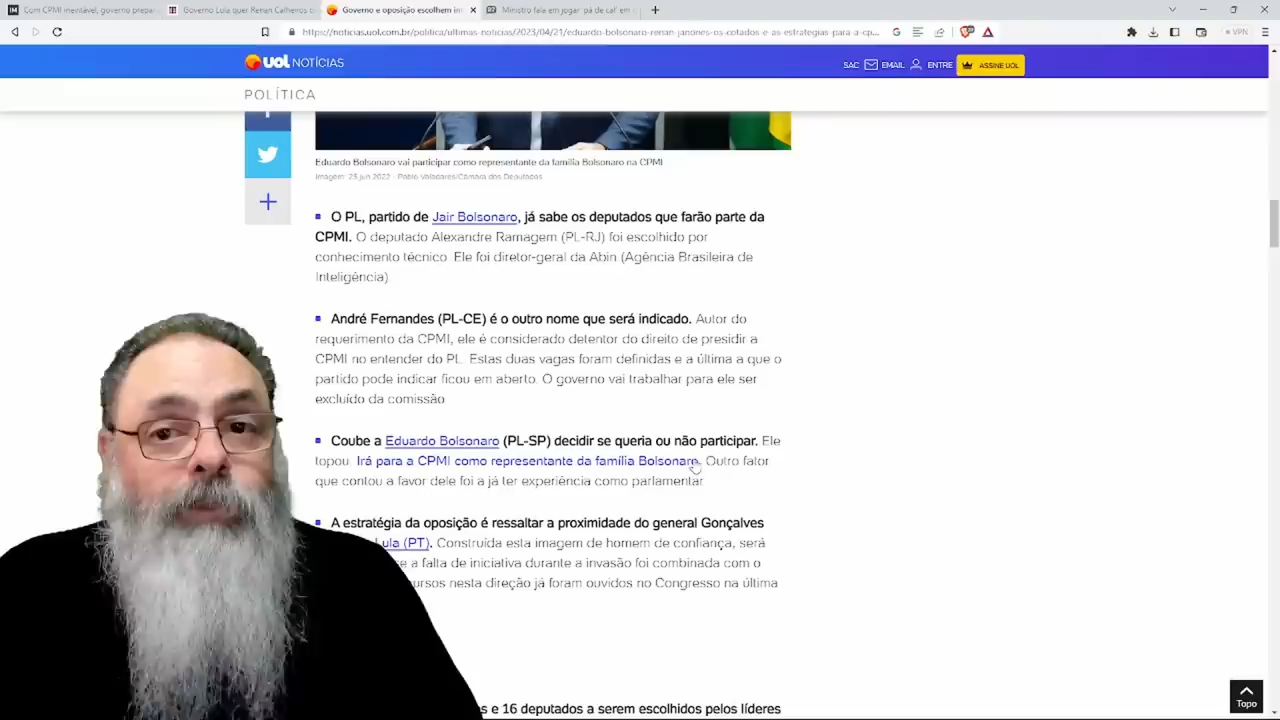 Com CPMI inevitável, governo prepar
Governo Lula quer Renan Calheiros co
Governo e oposição escolhem in
Ministro fala em jogar 'pá de cal' em
https://noticias.uol.com.br/politica/ultimas-noticias/2023/04/21/eduardo-bolsonaro-renan-janones-os-cotados-e-as-estrategias-para-a-cp...
VPN
UOL NOTÍCIAS
SAC EMAIL ENTRE ASSINE UOL
POLÍTICA
Eduardo Bolsonaro vai participar como representante da família Bolsonaro na CPMI
Imagem: 23 jun 2022 - Pablo Valadares/Câmara dos Deputados
O PL, partido de Jair Bolsonaro, já sabe os deputados que farão parte da
CPMI. O deputado Alexandre Ramagem (PL-RJ) foi escolhido por
conhecimento técnico. Ele foi diretor-geral da Abin (Agência Brasileira de
Inteligência)
André Fernandes (PL-CE) é o outro nome que será indicado. Autor do
requerimento da CPMI, ele é considerado detentor do direito de presidir a
CPMI no entender do PL. Estas duas vagas foram definidas e a última a que o
partido pode indicar ficou em aberto. O governo vai trabalhar para ele ser
excluído da comissão
Coube a Eduardo Bolsonaro (PL-SP) decidir se queria ou não participar. Ele
topou. Irá para a CPMI como representante da família Bolsonaro. Outro fator
que contou a favor dele foi a já ter experiência como parlamentar
A estratégia da oposição é ressaltar a proximidade do general Gonçalves
ula (PT). Construída esta imagem de homem de confiança, será
e a falta de iniciativa durante a invasão foi combinada com o
ursos nesta direção já foram ouvidos no Congresso na última
s e 16 deputados a serem escolhidos pelos líderes
Topo